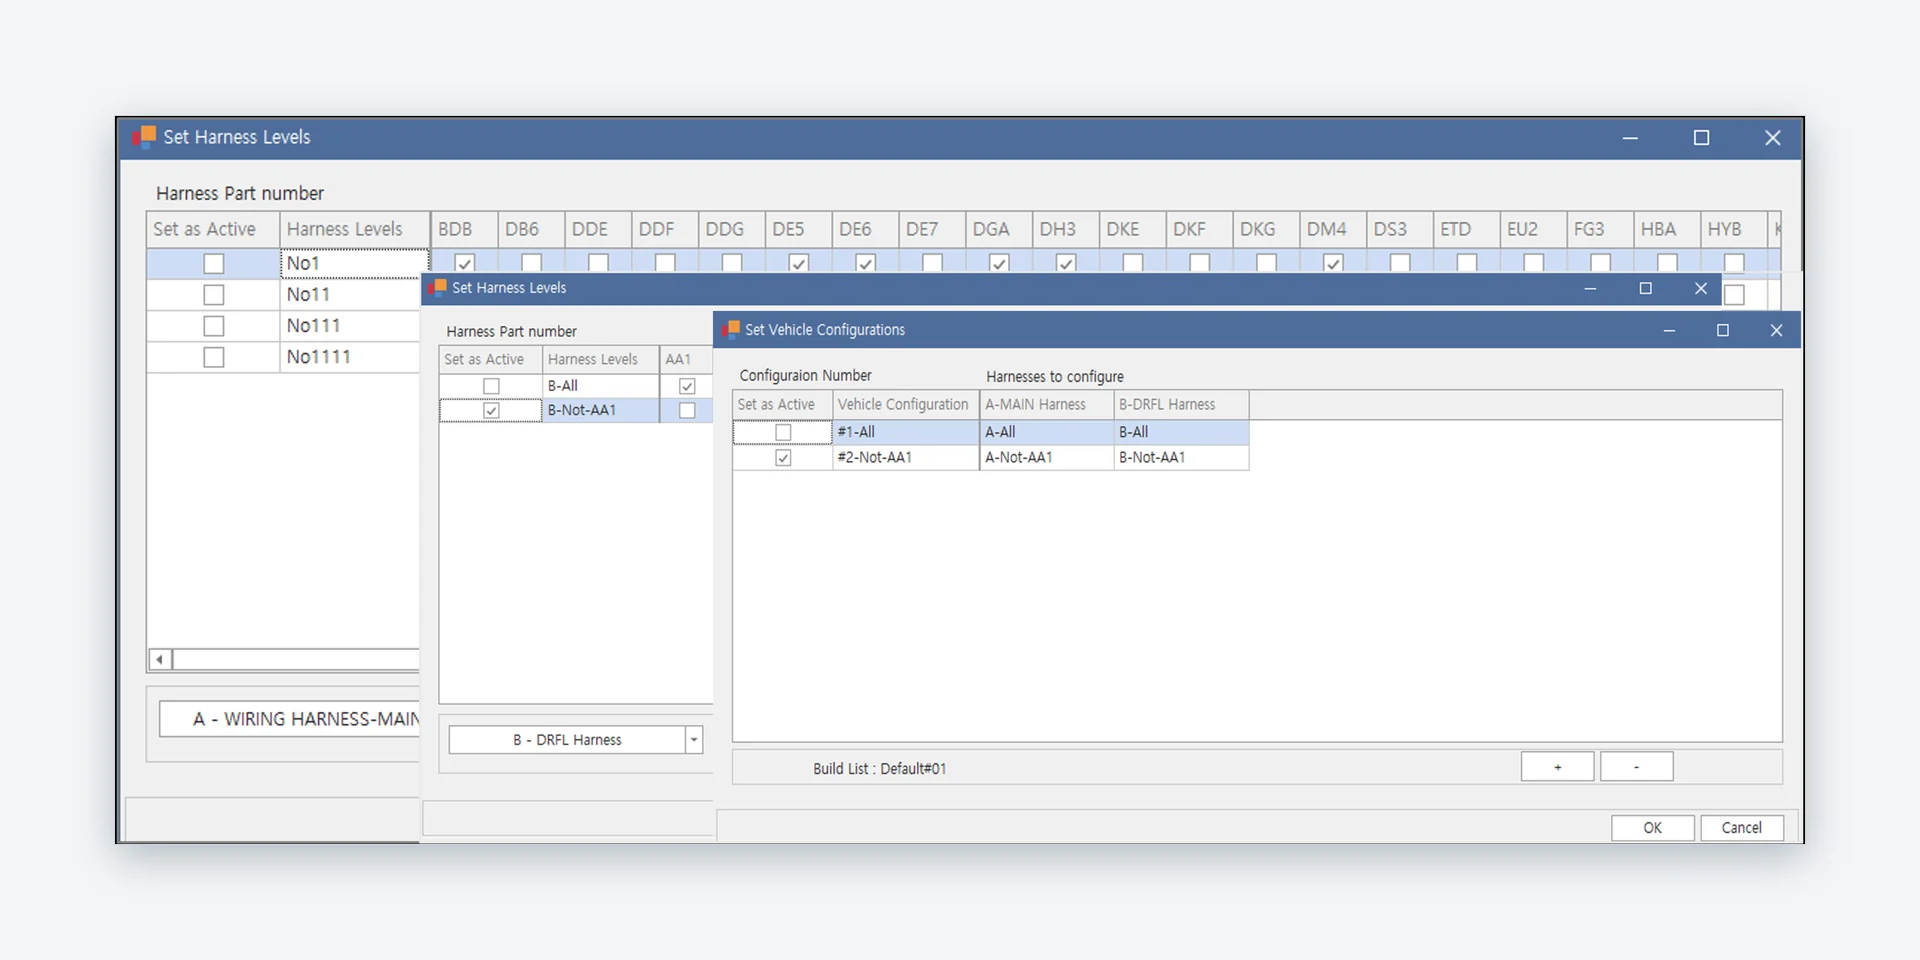 Set Harness Levels
Harness Part number
Set as Active Harness Levels BDB DB6 DDE DDF DDG DE5 DE6 DE7 DGA DH3 DKE DKF DKG DM4 DS3 ETD EU2 FG3 HBA HYB
No1
No11
No111
No1111
A - WIRING HARNESS-MAIN
Set Harness Levels
Harness Part number
Set as Active Harness Levels AA1
B-All
B-Not-AA1
B - DRFL Harness
Set Vehicle Configurations
Configuraion Number Harnesses to configure
Set as Active Vehicle Configuration A-MAIN Harness B-DRFL Harness
#1-All A-All B-All
#2-Not-AA1 A-Not-AA1 B-Not-AA1
Build List : Default#01 + -
OK Cancel